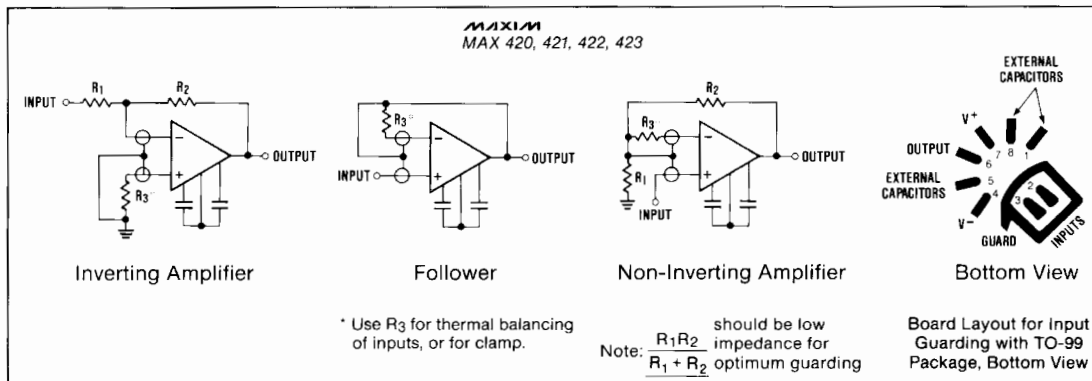 MAXIM
MAX 420, 421, 422, 423
INPUT
R1
R2
R3*
−
+
OUTPUT
Inverting Amplifier
R3*
INPUT
−
+
OUTPUT
Follower
* Use R3 for thermal balancing
of inputs, or for clamp.
R2
R3*
R1
INPUT
−
+
OUTPUT
Non-Inverting Amplifier
Note: R1R2 / R1 + R2 should be low
impedance for
optimum guarding
EXTERNAL
CAPACITORS
V+
OUTPUT
EXTERNAL
CAPACITORS
V−
7 8 1
6
5
4
3 2
GUARD
INPUTS
Bottom View
Board Layout for Input
Guarding with TO-99
Package, Bottom View